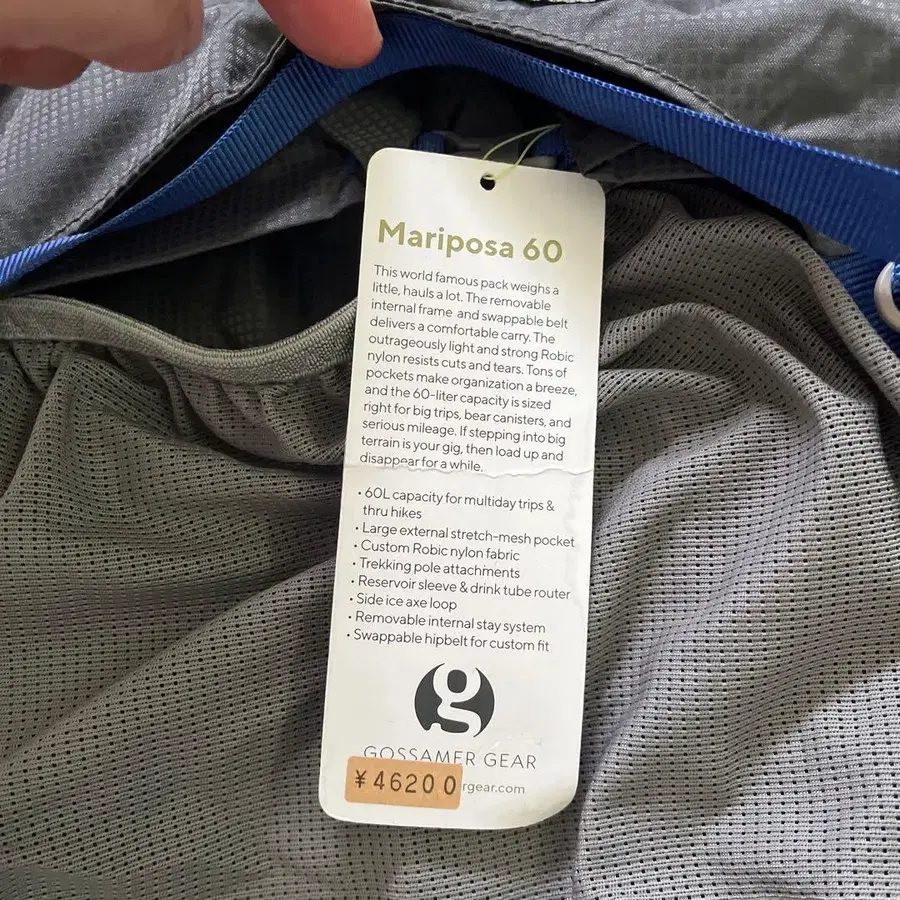 Mariposa 60
This world famous pack weighs a
little, hauls a lot. The removable
internal frame and swappable belt
delivers a comfortable carry. The
outrageously light and strong Robic
nylon resists cuts and tears. Tons of
pockets make organization a breeze,
and the 60-liter capacity is sized
right for big trips, bear canisters, and
serious mileage. If stepping into big
terrain is your gig, then load up and
disappear for a while.
• 60L capacity for multiday trips &
thru hikes
• Large external stretch-mesh pocket
• Custom Robic nylon fabric
• Trekking pole attachments
• Reservoir sleeve & drink tube router
• Side ice axe loop
• Removable internal stay system
• Swappable hipbelt for custom fit
g
GOSSAMER GEAR
¥46200
rgear.com